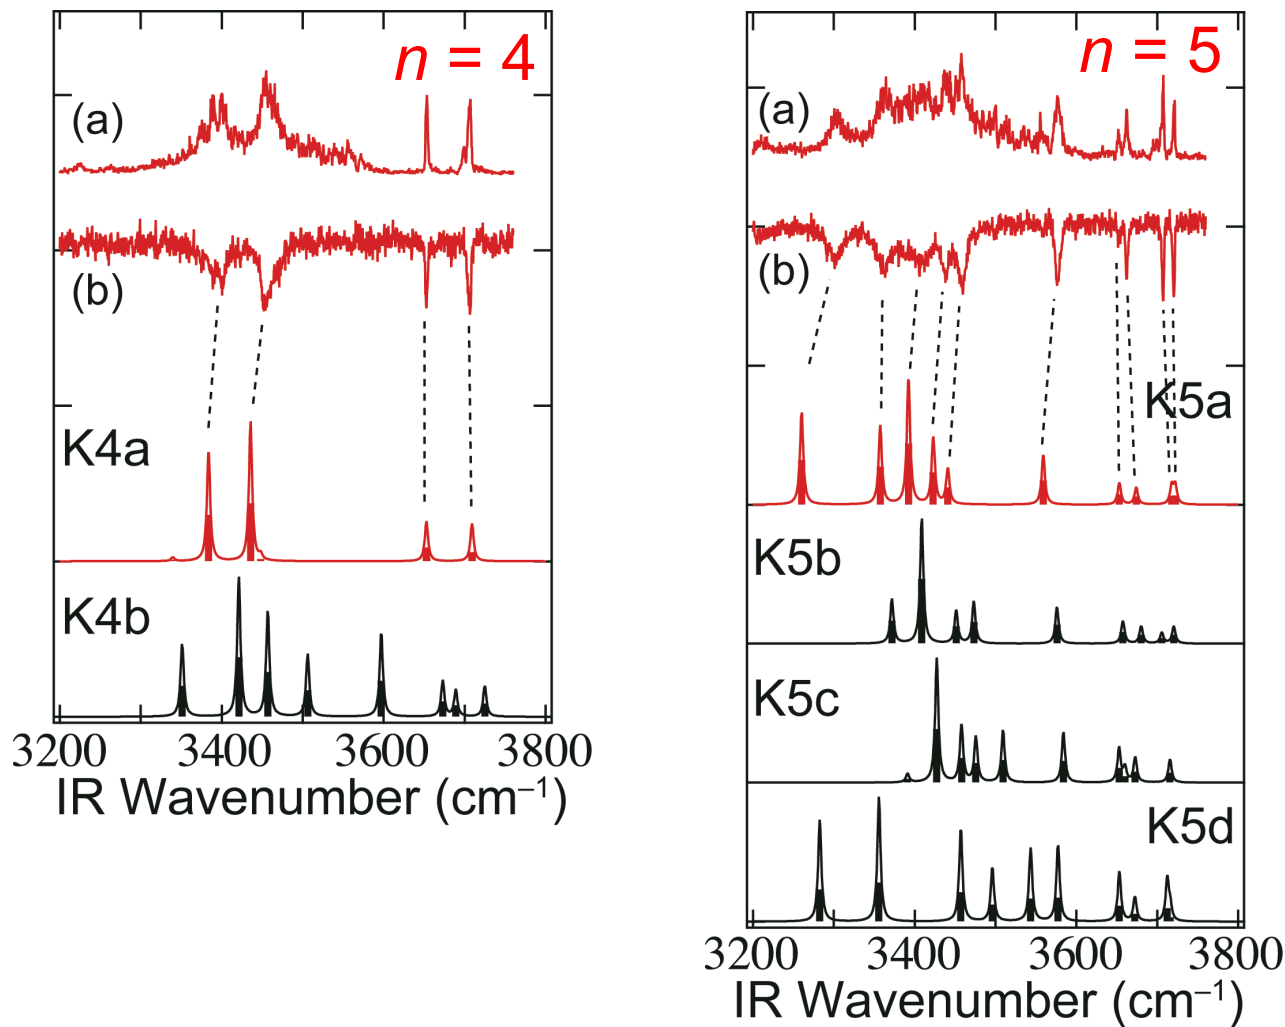 n = 4
(a)
(b)
K4a
K4b
3200 3400 3600 3800
IR Wavenumber (cm⁻¹)
n = 5
(a)
(b)
K5a
K5b
K5c
K5d
3200 3400 3600 3800
IR Wavenumber (cm⁻¹)